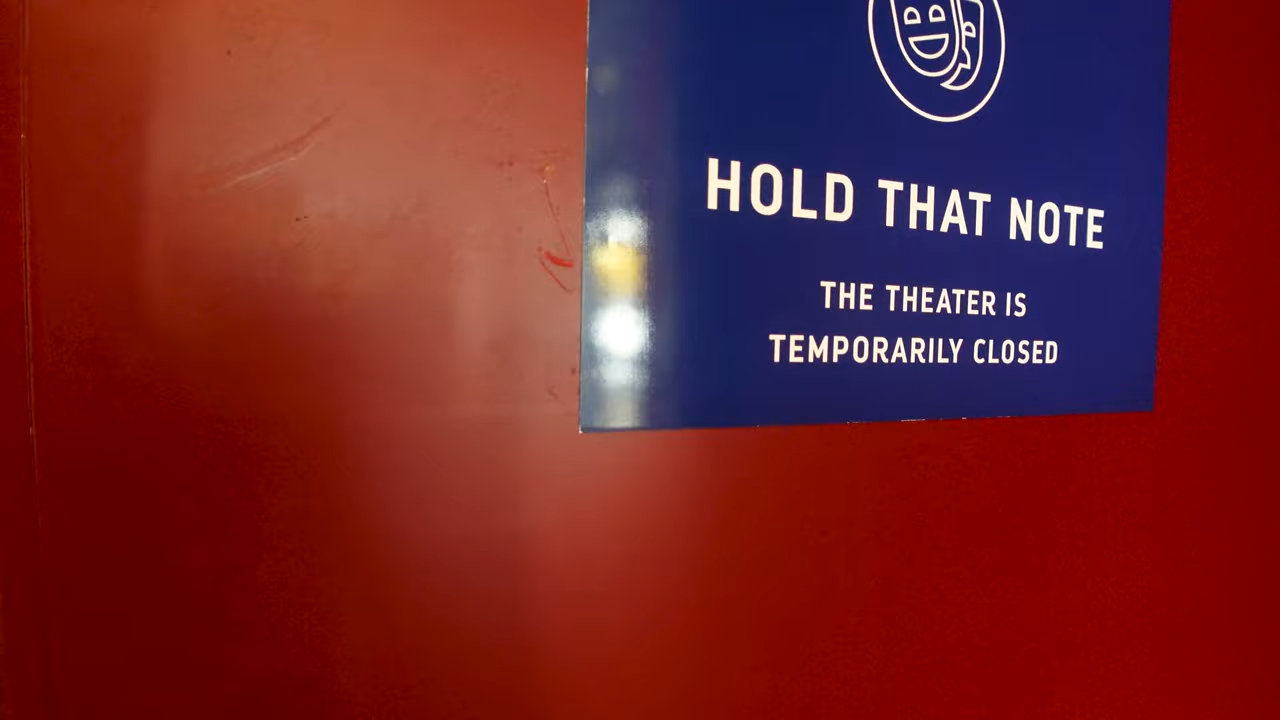 HOLD THAT NOTE
THE THEATER IS
TEMPORARILY CLOSED